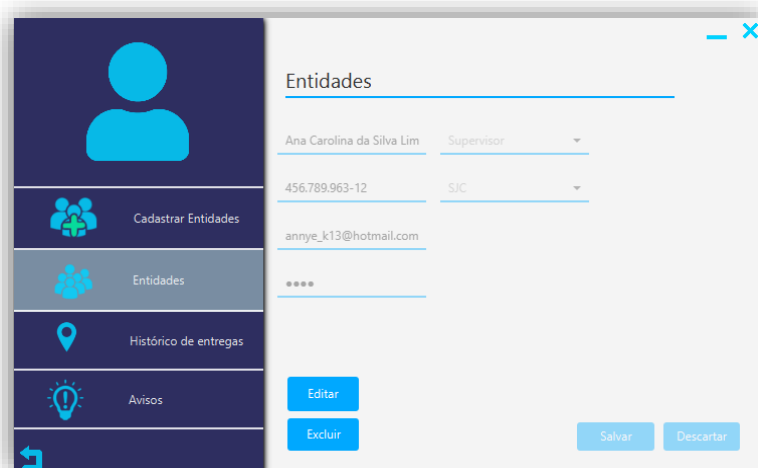 Entidades
Ana Carolina da Silva Lim
Supervisor
456.789.963-12
SJC
annye_k13@hotmail.com
••••
Cadastrar Entidades
Entidades
Histórico de entregas
Avisos
Editar
Excluir
Salvar
Descartar